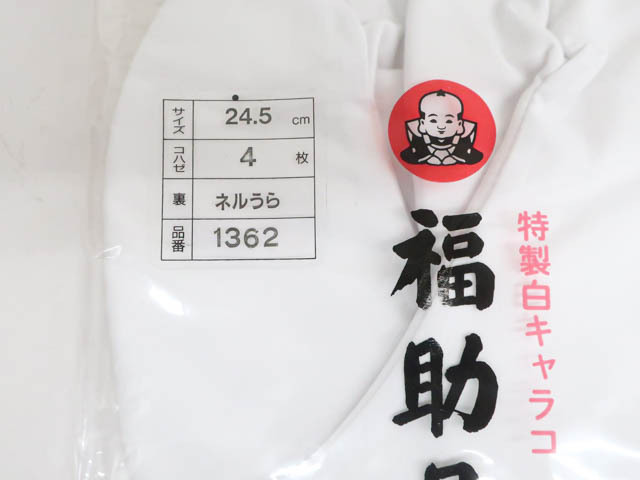 サイズ 24.5 cm
コハゼ 4 枚
裏 ネルうら
品番 1362
福助
特製白キャラコ